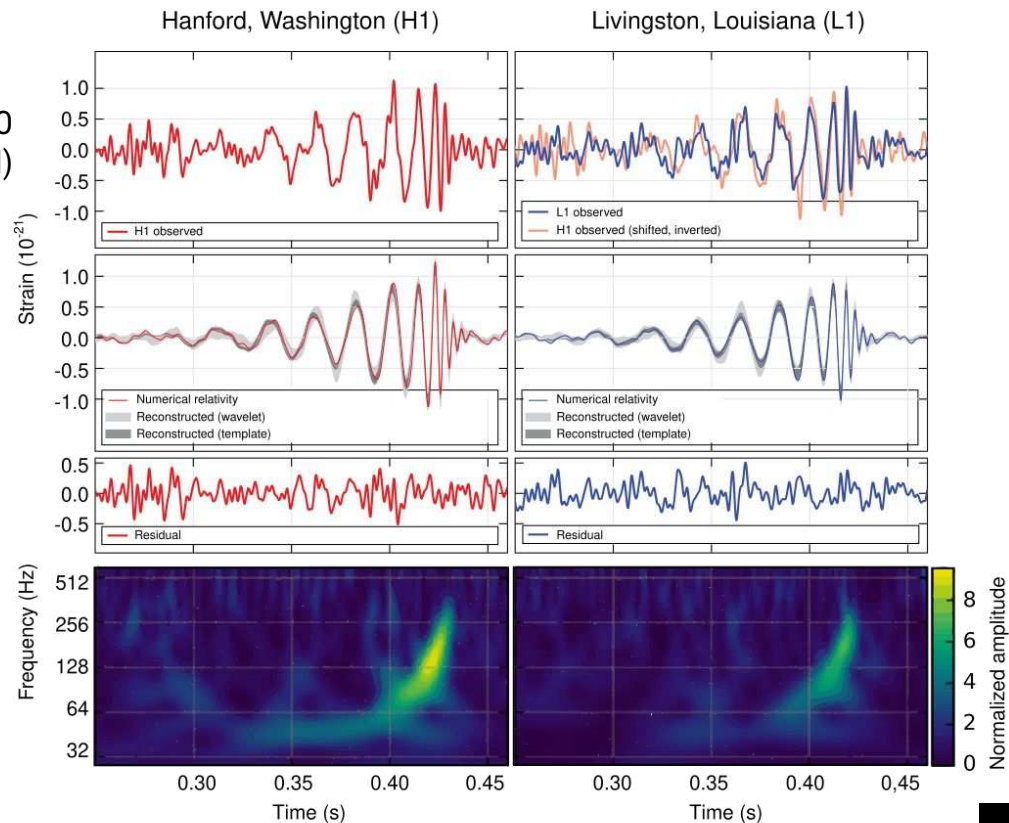 Hanford, Washington (H1)
Livingston, Louisiana (L1)
0
)
Strain (10-21)
1.0
0.5
0.0
-0.5
-1.0
H1 observed
L1 observed
H1 observed (shifted, inverted)
1.0
0.5
0.0
-0.5
-1.0
Numerical relativity
Reconstructed (wavelet)
Reconstructed (template)
Numerical relativity
Reconstructed (wavelet)
Reconstructed (template)
0.5
0.0
-0.5
Residual
Residual
Frequency (Hz)
512
256
128
64
32
0.30
0.35
0.40
0.45
Time (s)
0.30
0.35
0.40
0,45
Time (s)
8
6
4
2
0
Normalized amplitude